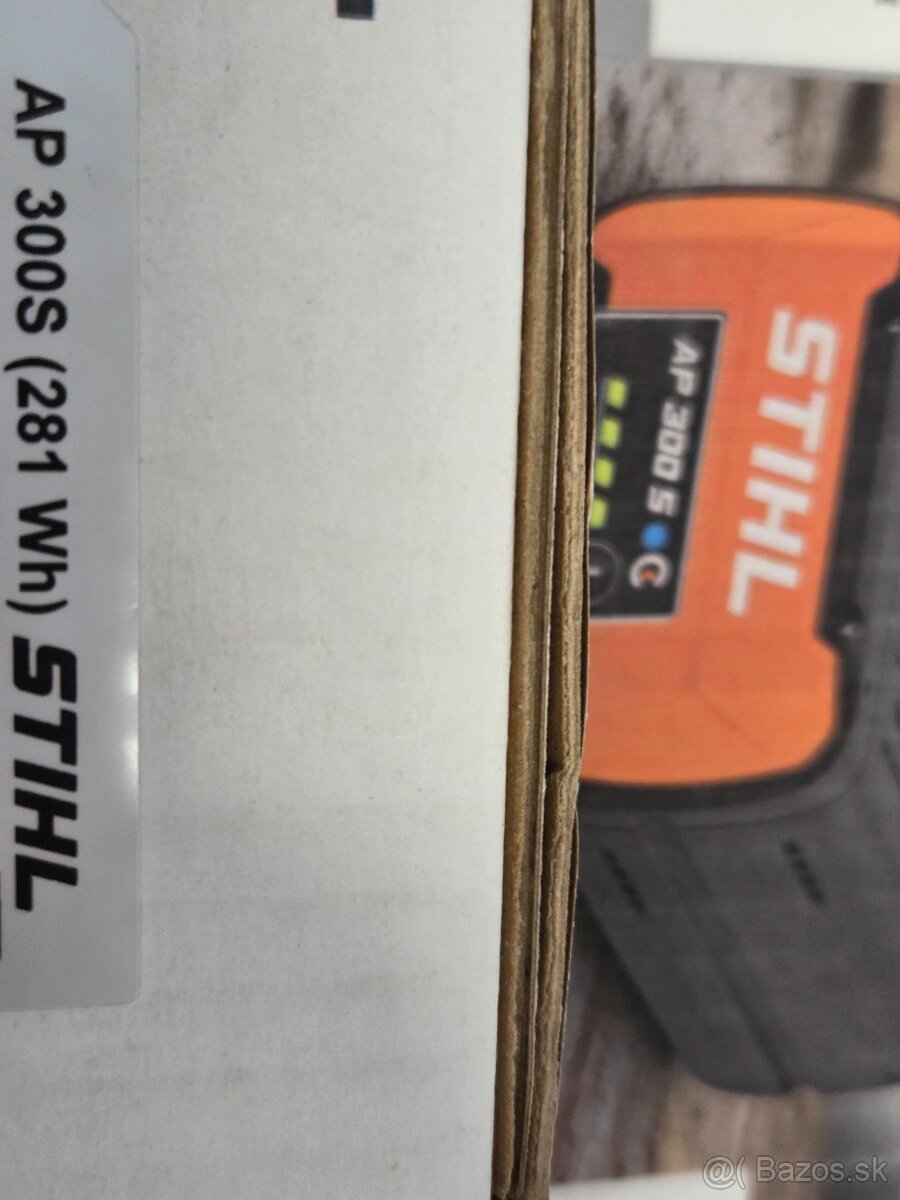 AP 300S (281 Wh) STIHL
STIHL
AP 300 S
@( Bazos.sk